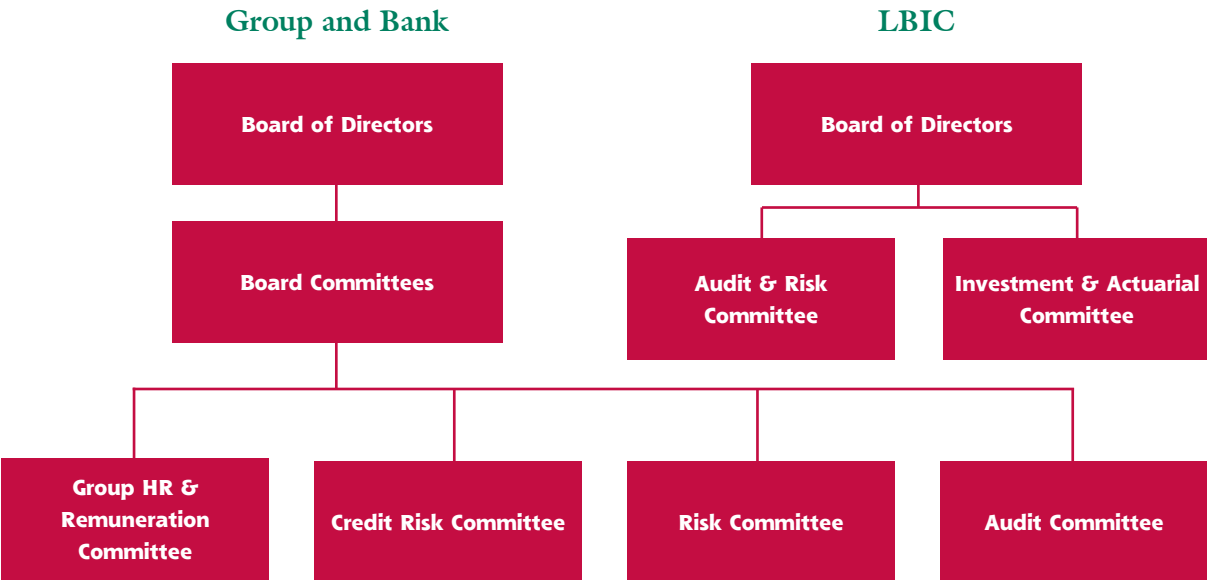 Group and Bank
LBIC
Board of Directors
Board of Directors
Board Committees
Audit & Risk
Committee
Investment & Actuarial
Committee
Group HR &
Remuneration
Committee
Credit Risk Committee
Risk Committee
Audit Committee